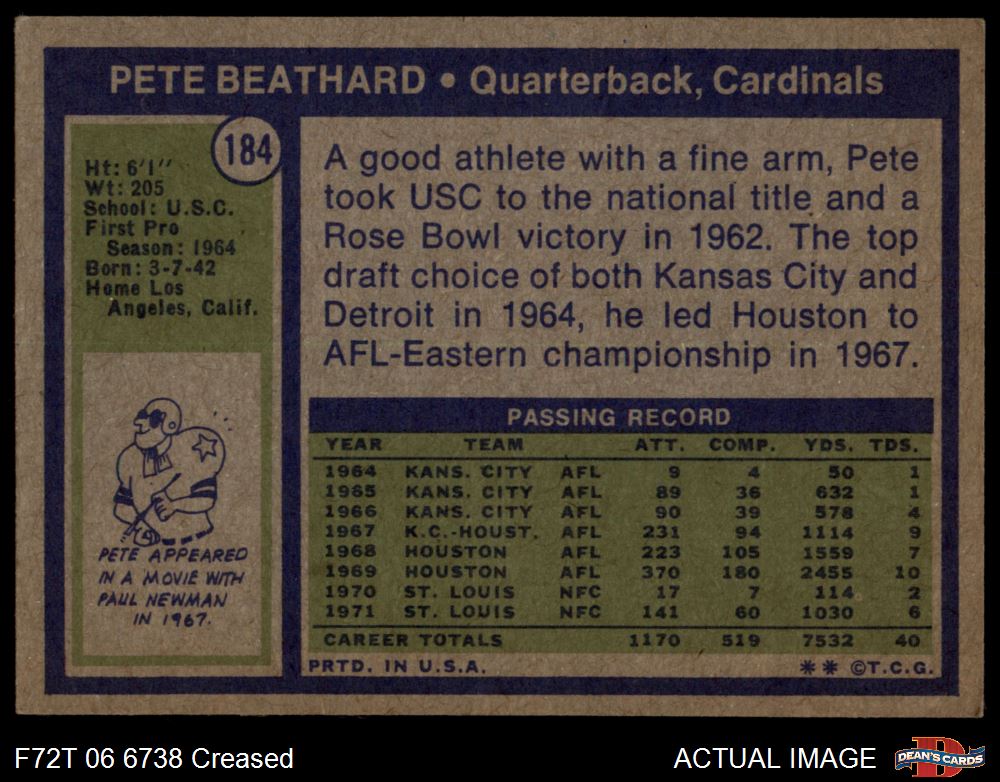 PETE BEATHARD • Quarterback, Cardinals
184
Ht: 6'1"
Wt: 205
School: U.S.C.
First Pro
Season: 1964
Born: 3-7-42
Home Los
Angeles, Calif.
PETE APPEARED
IN A MOVIE WITH
PAUL NEWMAN
IN 1967.
A good athlete with a fine arm, Pete
took USC to the national title and a
Rose Bowl victory in 1962. The top
draft choice of both Kansas City and
Detroit in 1964, he led Houston to
AFL-Eastern championship in 1967.
PASSING RECORD
YEAR TEAM ATT. COMP. YDS. TDS.
1964 KANS. CITY AFL 9 4 50 1
1965 KANS. CITY AFL 89 36 632 1
1966 KANS. CITY AFL 90 39 578 4
1967 K.C.-HOUST. AFL 231 94 1114 9
1968 HOUSTON AFL 223 105 1559 7
1969 HOUSTON AFL 370 180 2455 10
1970 ST. LOUIS NFC 17 7 114 2
1971 ST. LOUIS NFC 141 60 1030 6
CAREER TOTALS 1170 519 7532 40
PRTD. IN U.S.A. ** ©T.C.G.
F72T 06 6738 Creased
ACTUAL IMAGE
D
DEAN'S CARDS